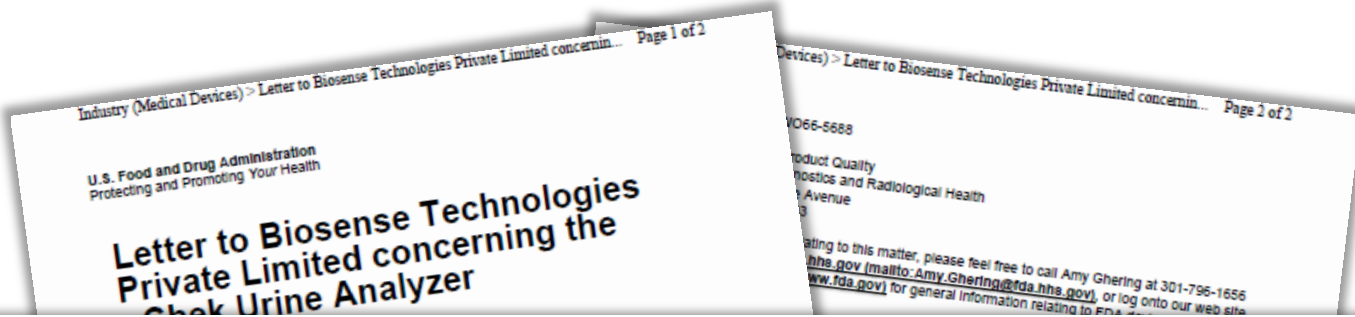 Industry (Medical Devices) > Letter to Biosense Technologies Private Limited concernin... Page 1 of 2
U.S. Food and Drug Administration
Protecting and Promoting Your Health
Letter to Biosense Technologies
Private Limited concerning the
Chek Urine Analyzer
Devices) > Letter to Biosense Technologies Private Limited concernin... Page 2 of 2
WO66-5688
roduct Quality
nostics and Radiological Health
Avenue
3
ating to this matter, please feel free to call Amy Ghering at 301-796-1656
.hhs.gov (mailto:Amy.Ghering@fda.hhs.gov), or log onto our web site
ww.fda.gov) for general information relating to FDA